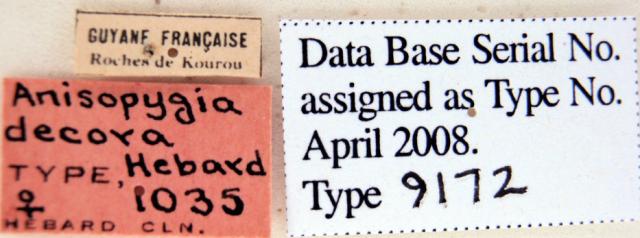 GUYANE FRANÇAISE
Roches de Kourou
Anisopygia
decora
TYPE, Hebard
♀ 1035
HEBARD CLN.
Data Base Serial No.
assigned as Type No.
April 2008.
Type 9172